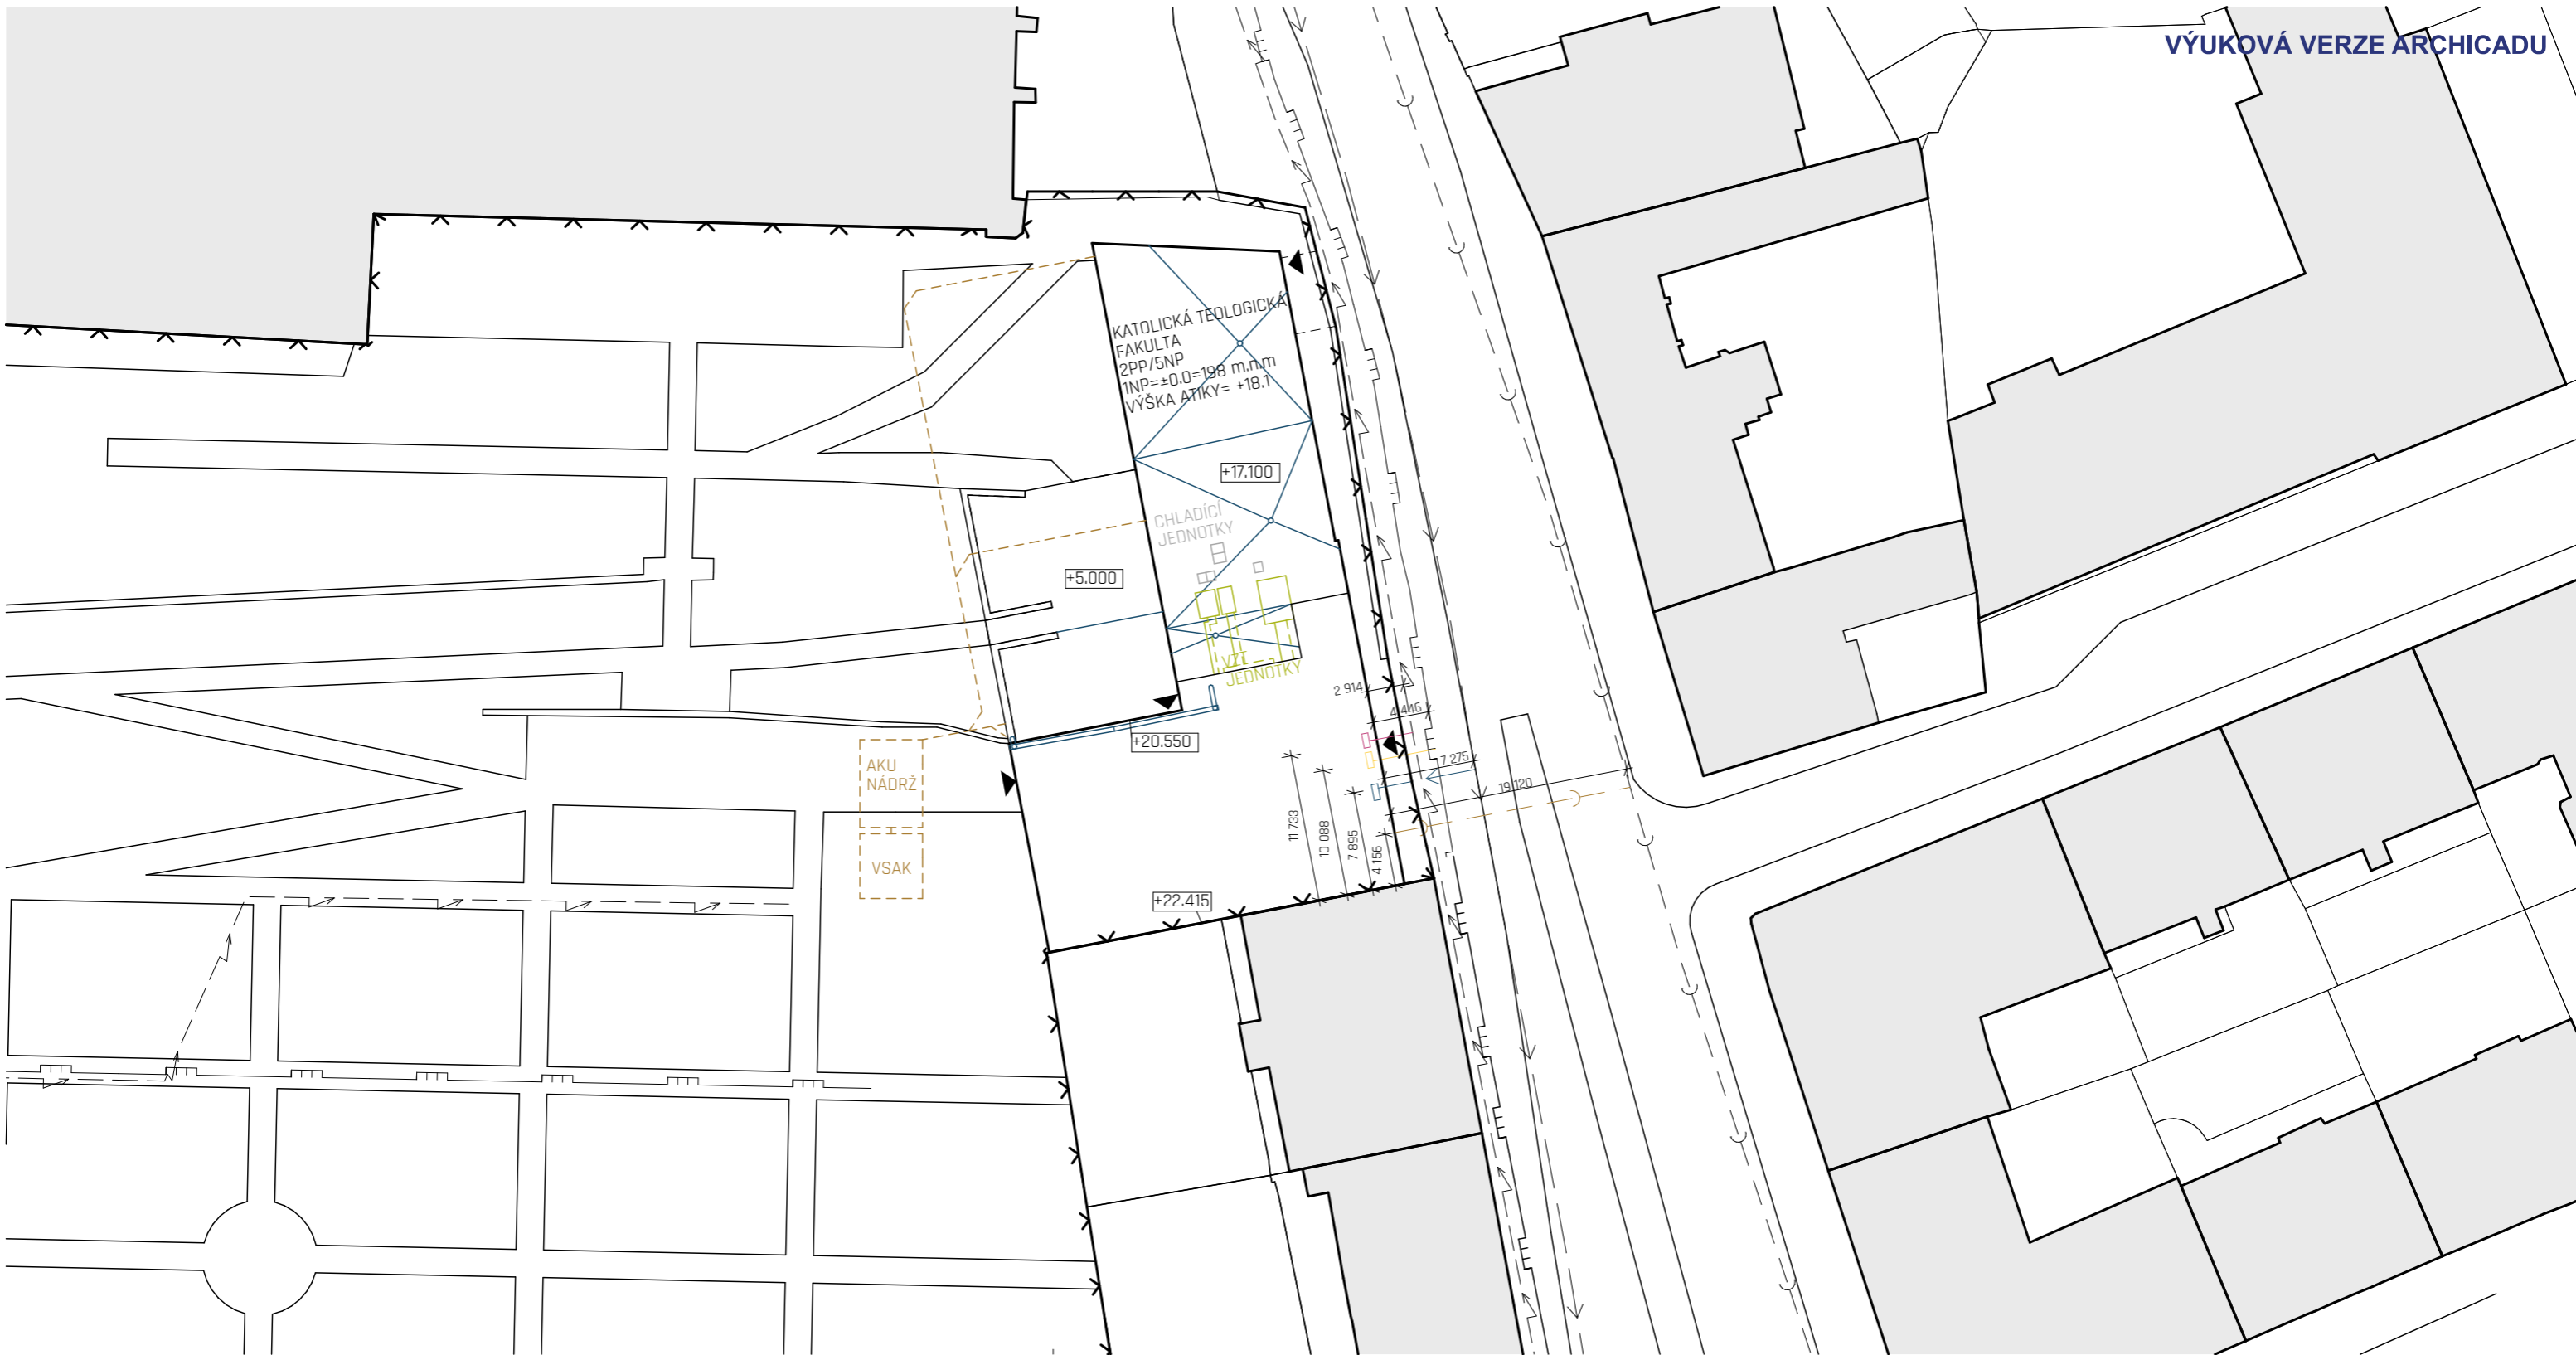 VÝUKOVÁ VERZE ARCHICADU
KATOLICKÁ TEOLOGICKÁ
FAKULTA
2PP/5NP
1NP=±0.0=198 m.n.m
VÝŠKA ATIKY= +18.1
+17.100
CHLADÍCÍ
JEDNOTKY
+5.000
VZT
JEDNOTKY
2 914
4 446
+20.550
7 275
19 120
AKU
NÁDRŽ
11 733
10 088
7 895
4 156
VSAK
+22.415